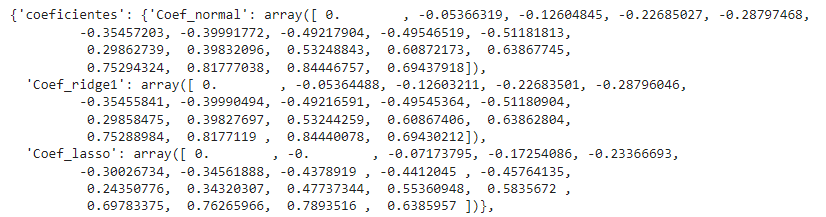 {'coeficientes': {'Coef_normal': array([ 0.        , -0.05366319, -0.12604845, -0.22685027, -0.28797468,
-0.35457203, -0.39991772, -0.49217904, -0.49546519, -0.51181813,
0.29862739, 0.39832096, 0.53248843, 0.60872173, 0.63867745,
0.75294324, 0.81777038, 0.84446757, 0.69437918]),
'Coef_ridge1': array([ 0.        , -0.05364488, -0.12603211, -0.22683501, -0.28796046,
-0.35455841, -0.39990494, -0.49216591, -0.49545364, -0.51180904,
0.29858475, 0.39827697, 0.53244259, 0.60867406, 0.63862804,
0.75288984, 0.8177119 , 0.84440078, 0.69430212]),
'Coef_lasso': array([ 0.        , -0.        , -0.07173795, -0.17254086, -0.23366693,
-0.30026734, -0.34561888, -0.4378919 , -0.4412045 , -0.45764135,
0.24350776, 0.34320307, 0.47737344, 0.55360948, 0.5835672 ,
0.69783375, 0.76265966, 0.7893516 , 0.6385957 ])},